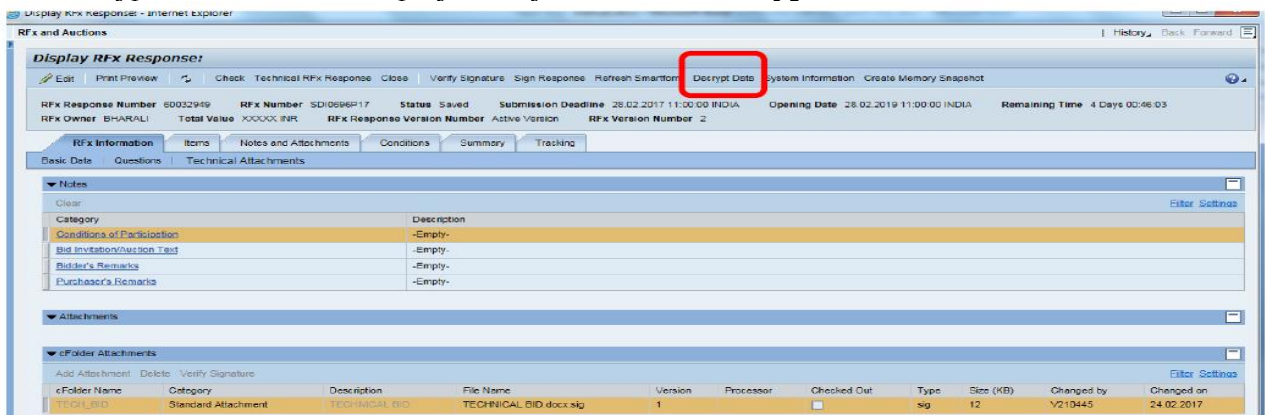 Display RFx Response: - Internet Explorer
RFx and Auctions | History Back Forward
Display RFx Response:
Edit | Print Preview | Check Technical RFx Response Close | Verify Signature Sign Response Refresh Smartform Decrypt Data System Information Create Memory Snapshot
RFx Response Number 60032949 RFx Number SDI0696P17 Status Saved Submission Deadline 28.02.2017 11:00:00 INDIA Opening Date 28.02.2019 11:00:00 INDIA Remaining Time 4 Days 00:46:03
RFx Owner BHARALI Total Value XXXXX INR RFx Response Version Number Active Version RFx Version Number 2
RFx Information Items Notes and Attachments Conditions Summary Tracking
Basic Data | Questions | Technical Attachments
Notes
Clear Filter Settings
Category Description
Conditions of Participation -Empty-
Bid Invitation/Auction Text -Empty-
Bidder's Remarks -Empty-
Purchaser's Remarks -Empty-
Attachments
cFolder Attachments
Add Attachment Delete Verify Signature Filter Settings
cFolder Name Category Description File Name Version Processor Checked Out Type Size (KB) Changed by Changed on
TECH_BID Standard Attachment TECHNICAL BID TECHNICAL BID.docx.sig 1 sig 12 V210445 24.02.2017